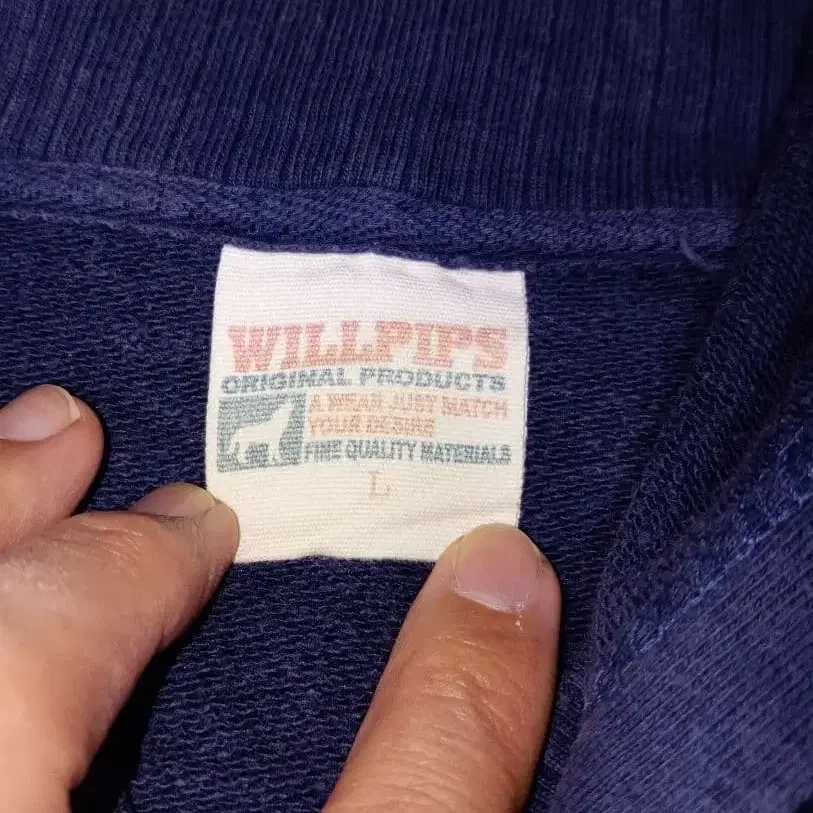 WILLPIPS
ORIGINAL PRODUCTS
A WEAR JUST MATCH
YOUR DESIRE
FINE QUALITY MATERIALS
L